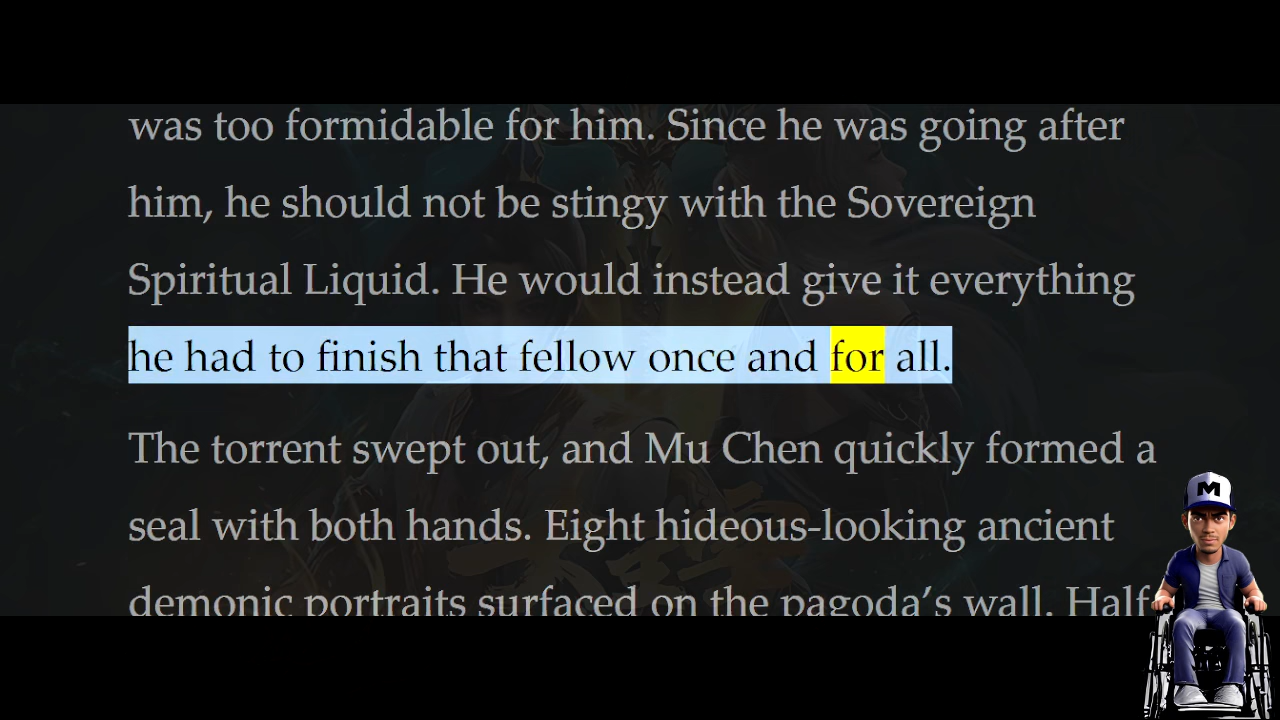 was too formidable for him. Since he was going after
him, he should not be stingy with the Sovereign
Spiritual Liquid. He would instead give it everything
he had to finish that fellow once and for all.
The torrent swept out, and Mu Chen quickly formed a
seal with both hands. Eight hideous-looking ancient
demonic portraits surfaced on the pagoda’s wall. Half
M
M